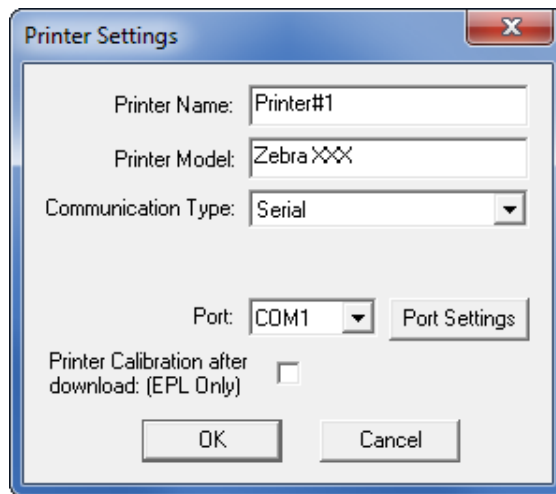 Printer Settings
Printer Name: Printer#1
Printer Model: Zebra XXX
Communication Type: Serial
Port: COM1 Port Settings
Printer Calibration after
download: (EPL Only)
OK Cancel